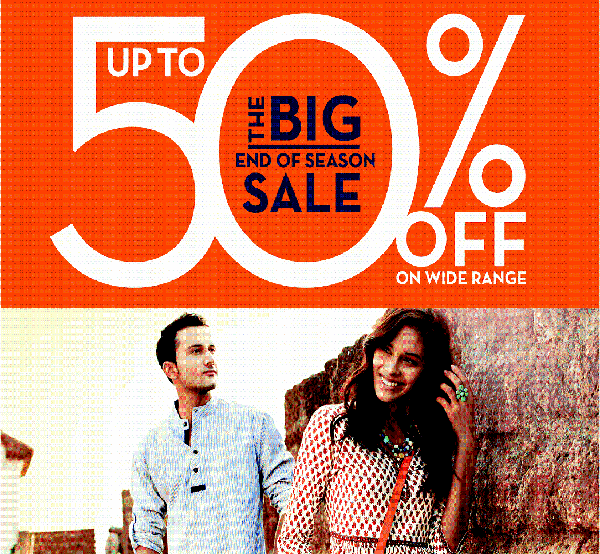 UP TO
50%
THE BIG
END OF SEASON
SALE
OFF
ON WIDE RANGE